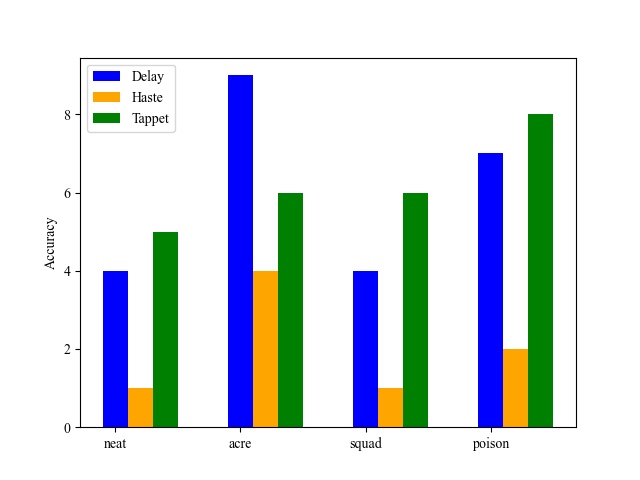 Delay
Haste
Tappet
Accuracy
8
6
4
2
0
neat
acre
squad
poison